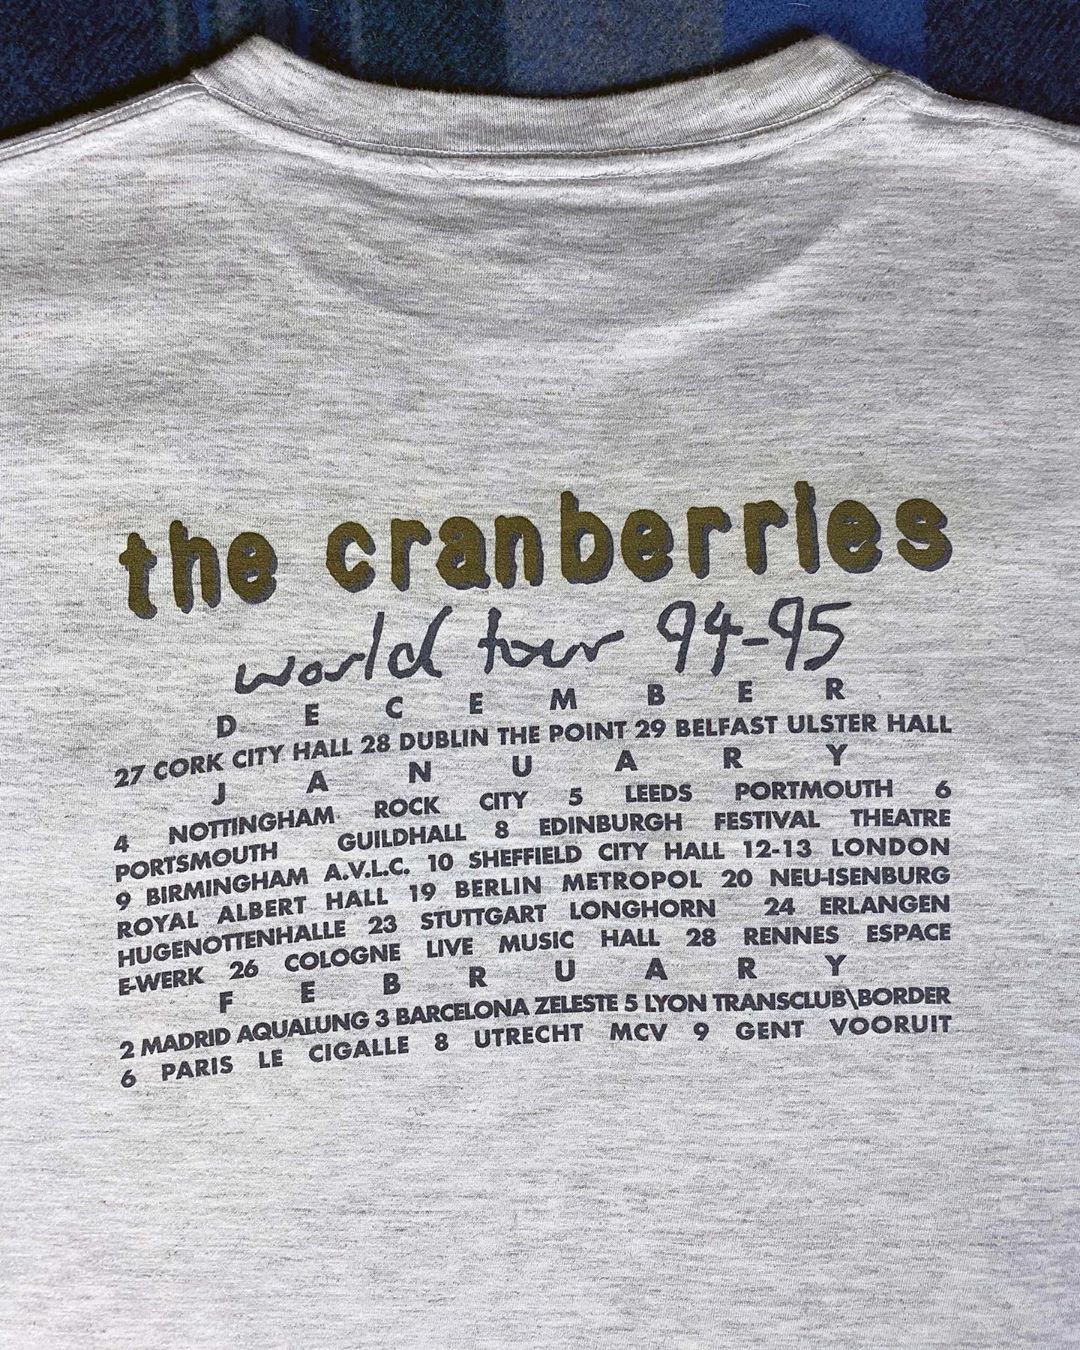 the cranberries
world tour 94-95
DECEMBER
27 CORK CITY HALL 28 DUBLIN THE POINT 29 BELFAST ULSTER HALL
JANUARY
4 NOTTINGHAM ROCK CITY 5 LEEDS PORTMOUTH 6
PORTSMOUTH GUILDHALL 8 EDINBURGH FESTIVAL THEATRE
9 BIRMINGHAM A.V.L.C. 10 SHEFFIELD CITY HALL 12-13 LONDON
ROYAL ALBERT HALL 19 BERLIN METROPOL 20 NEU-ISENBURG
HUGENOTTENHALLE 23 STUTTGART LONGHORN 24 ERLANGEN
E-WERK 26 COLOGNE LIVE MUSIC HALL 28 RENNES ESPACE
FEBRUARY
2 MADRID AQUALUNG 3 BARCELONA ZELESTE 5 LYON TRANSCLUB\BORDER
6 PARIS LE CIGALLE 8 UTRECHT MCV 9 GENT VOORUIT